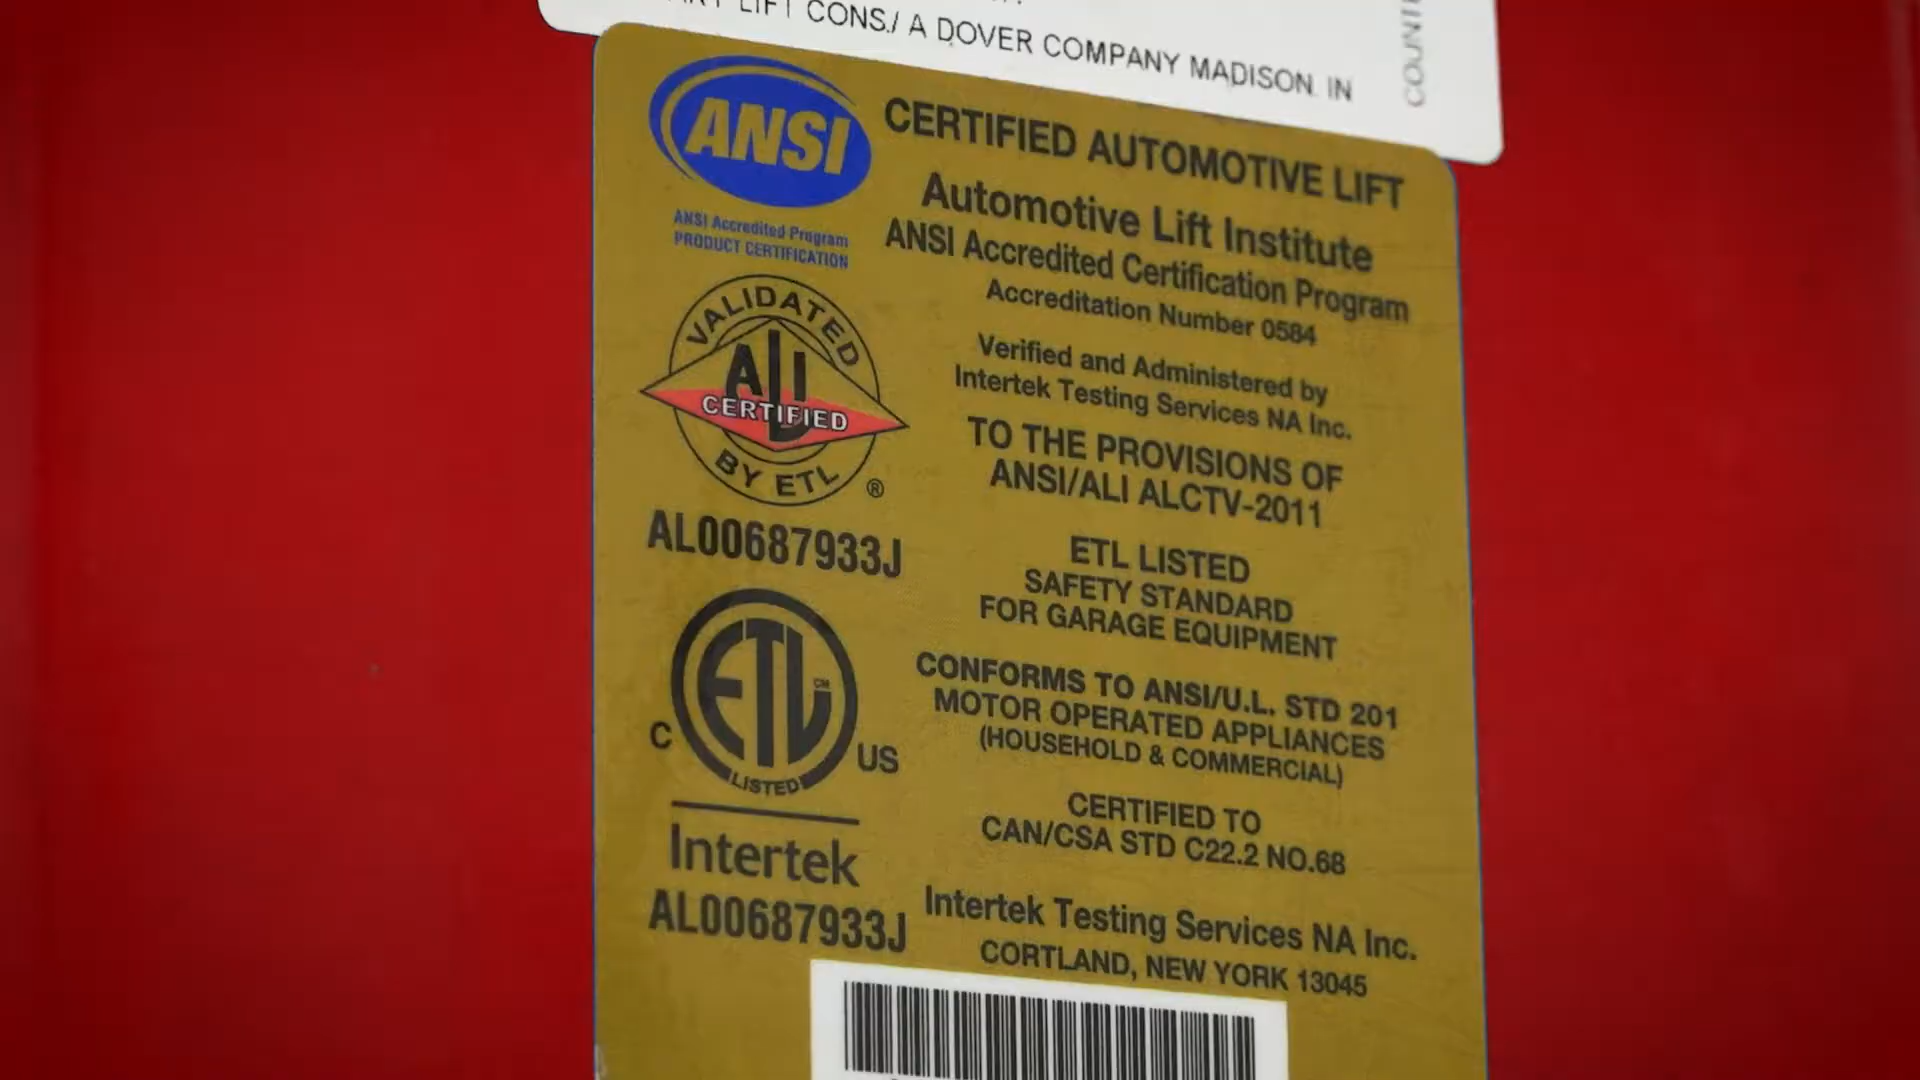 LIFT CONS./ A DOVER COMPANY MADISON. IN
ANSI
ANSI Accredited Program
PRODUCT CERTIFICATION
CERTIFIED AUTOMOTIVE LIFT
Automotive Lift Institute
ANSI Accredited Certification Program
Accreditation Number 0584
Verified and Administered by
Intertek Testing Services NA Inc.
TO THE PROVISIONS OF
ANSI/ALI ALCTV-2011
VALIDATED
ALI
CERTIFIED
BY ETL
®
AL00687933J
ETL LISTED
SAFETY STANDARD
FOR GARAGE EQUIPMENT
ETL CM
LISTED
C US
CONFORMS TO ANSI/U.L. STD 201
MOTOR OPERATED APPLIANCES
(HOUSEHOLD & COMMERCIAL)
CERTIFIED TO
CAN/CSA STD C22.2 NO.68
Intertek
AL00687933J
Intertek Testing Services NA Inc.
CORTLAND, NEW YORK 13045